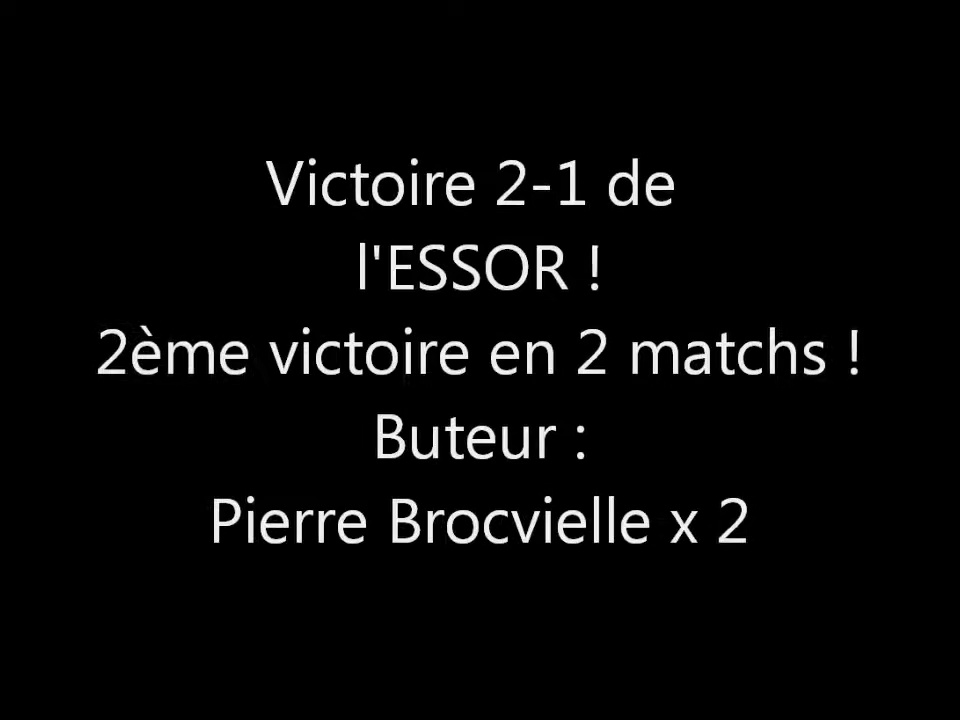 Victoire 2-1 de
l'ESSOR !
2ème victoire en 2 matchs !
Buteur :
Pierre Brocvielle x 2